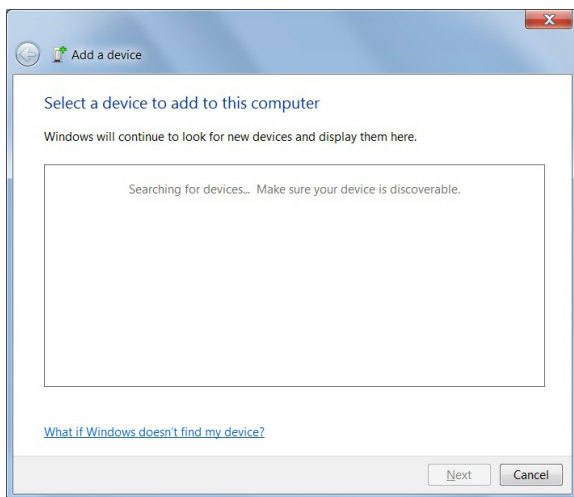 Add a device
Select a device to add to this computer
Windows will continue to look for new devices and display them here.
Searching for devices... Make sure your device is discoverable.
What if Windows doesn't find my device?
Next Cancel